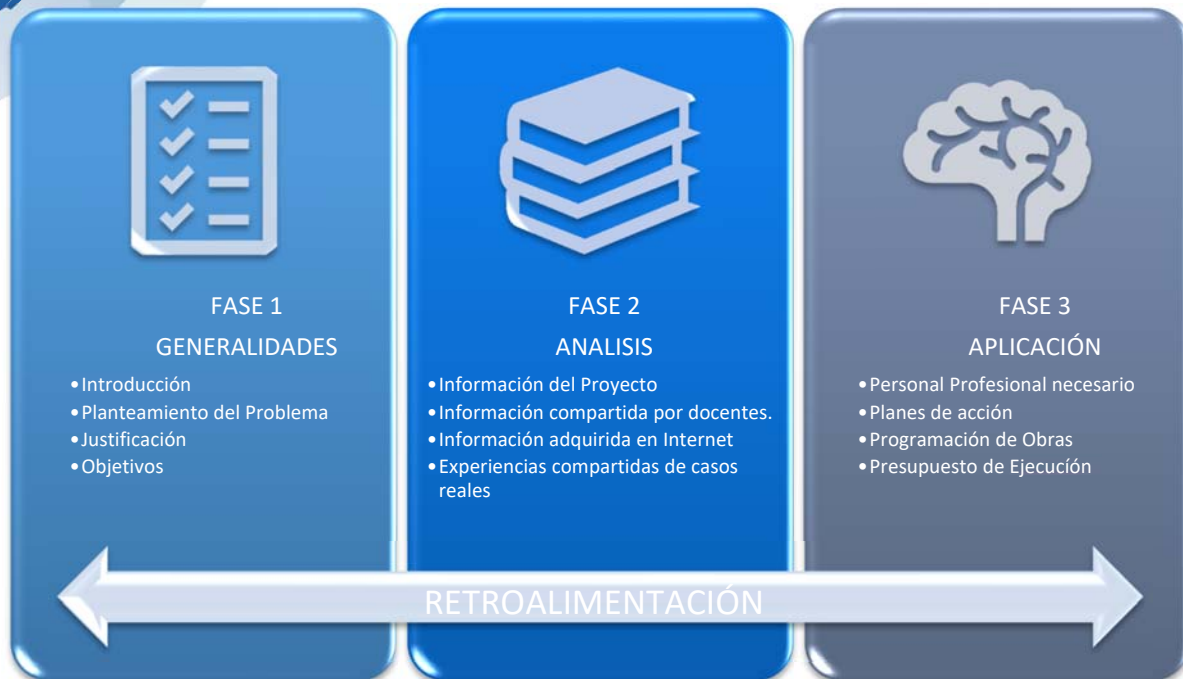 FASE 1
GENERALIDADES
•Introducción
•Planteamiento del Problema
•Justificación
•Objetivos
FASE 2
ANALISIS
•Información del Proyecto
•Información compartida por docentes.
•Información adquirida en Internet
•Experiencias compartidas de casos
reales
FASE 3
APLICACIÓN
•Personal Profesional necesario
•Planes de acción
•Programación de Obras
•Presupuesto de Ejecucíón
RETROALIMENTACIÓN